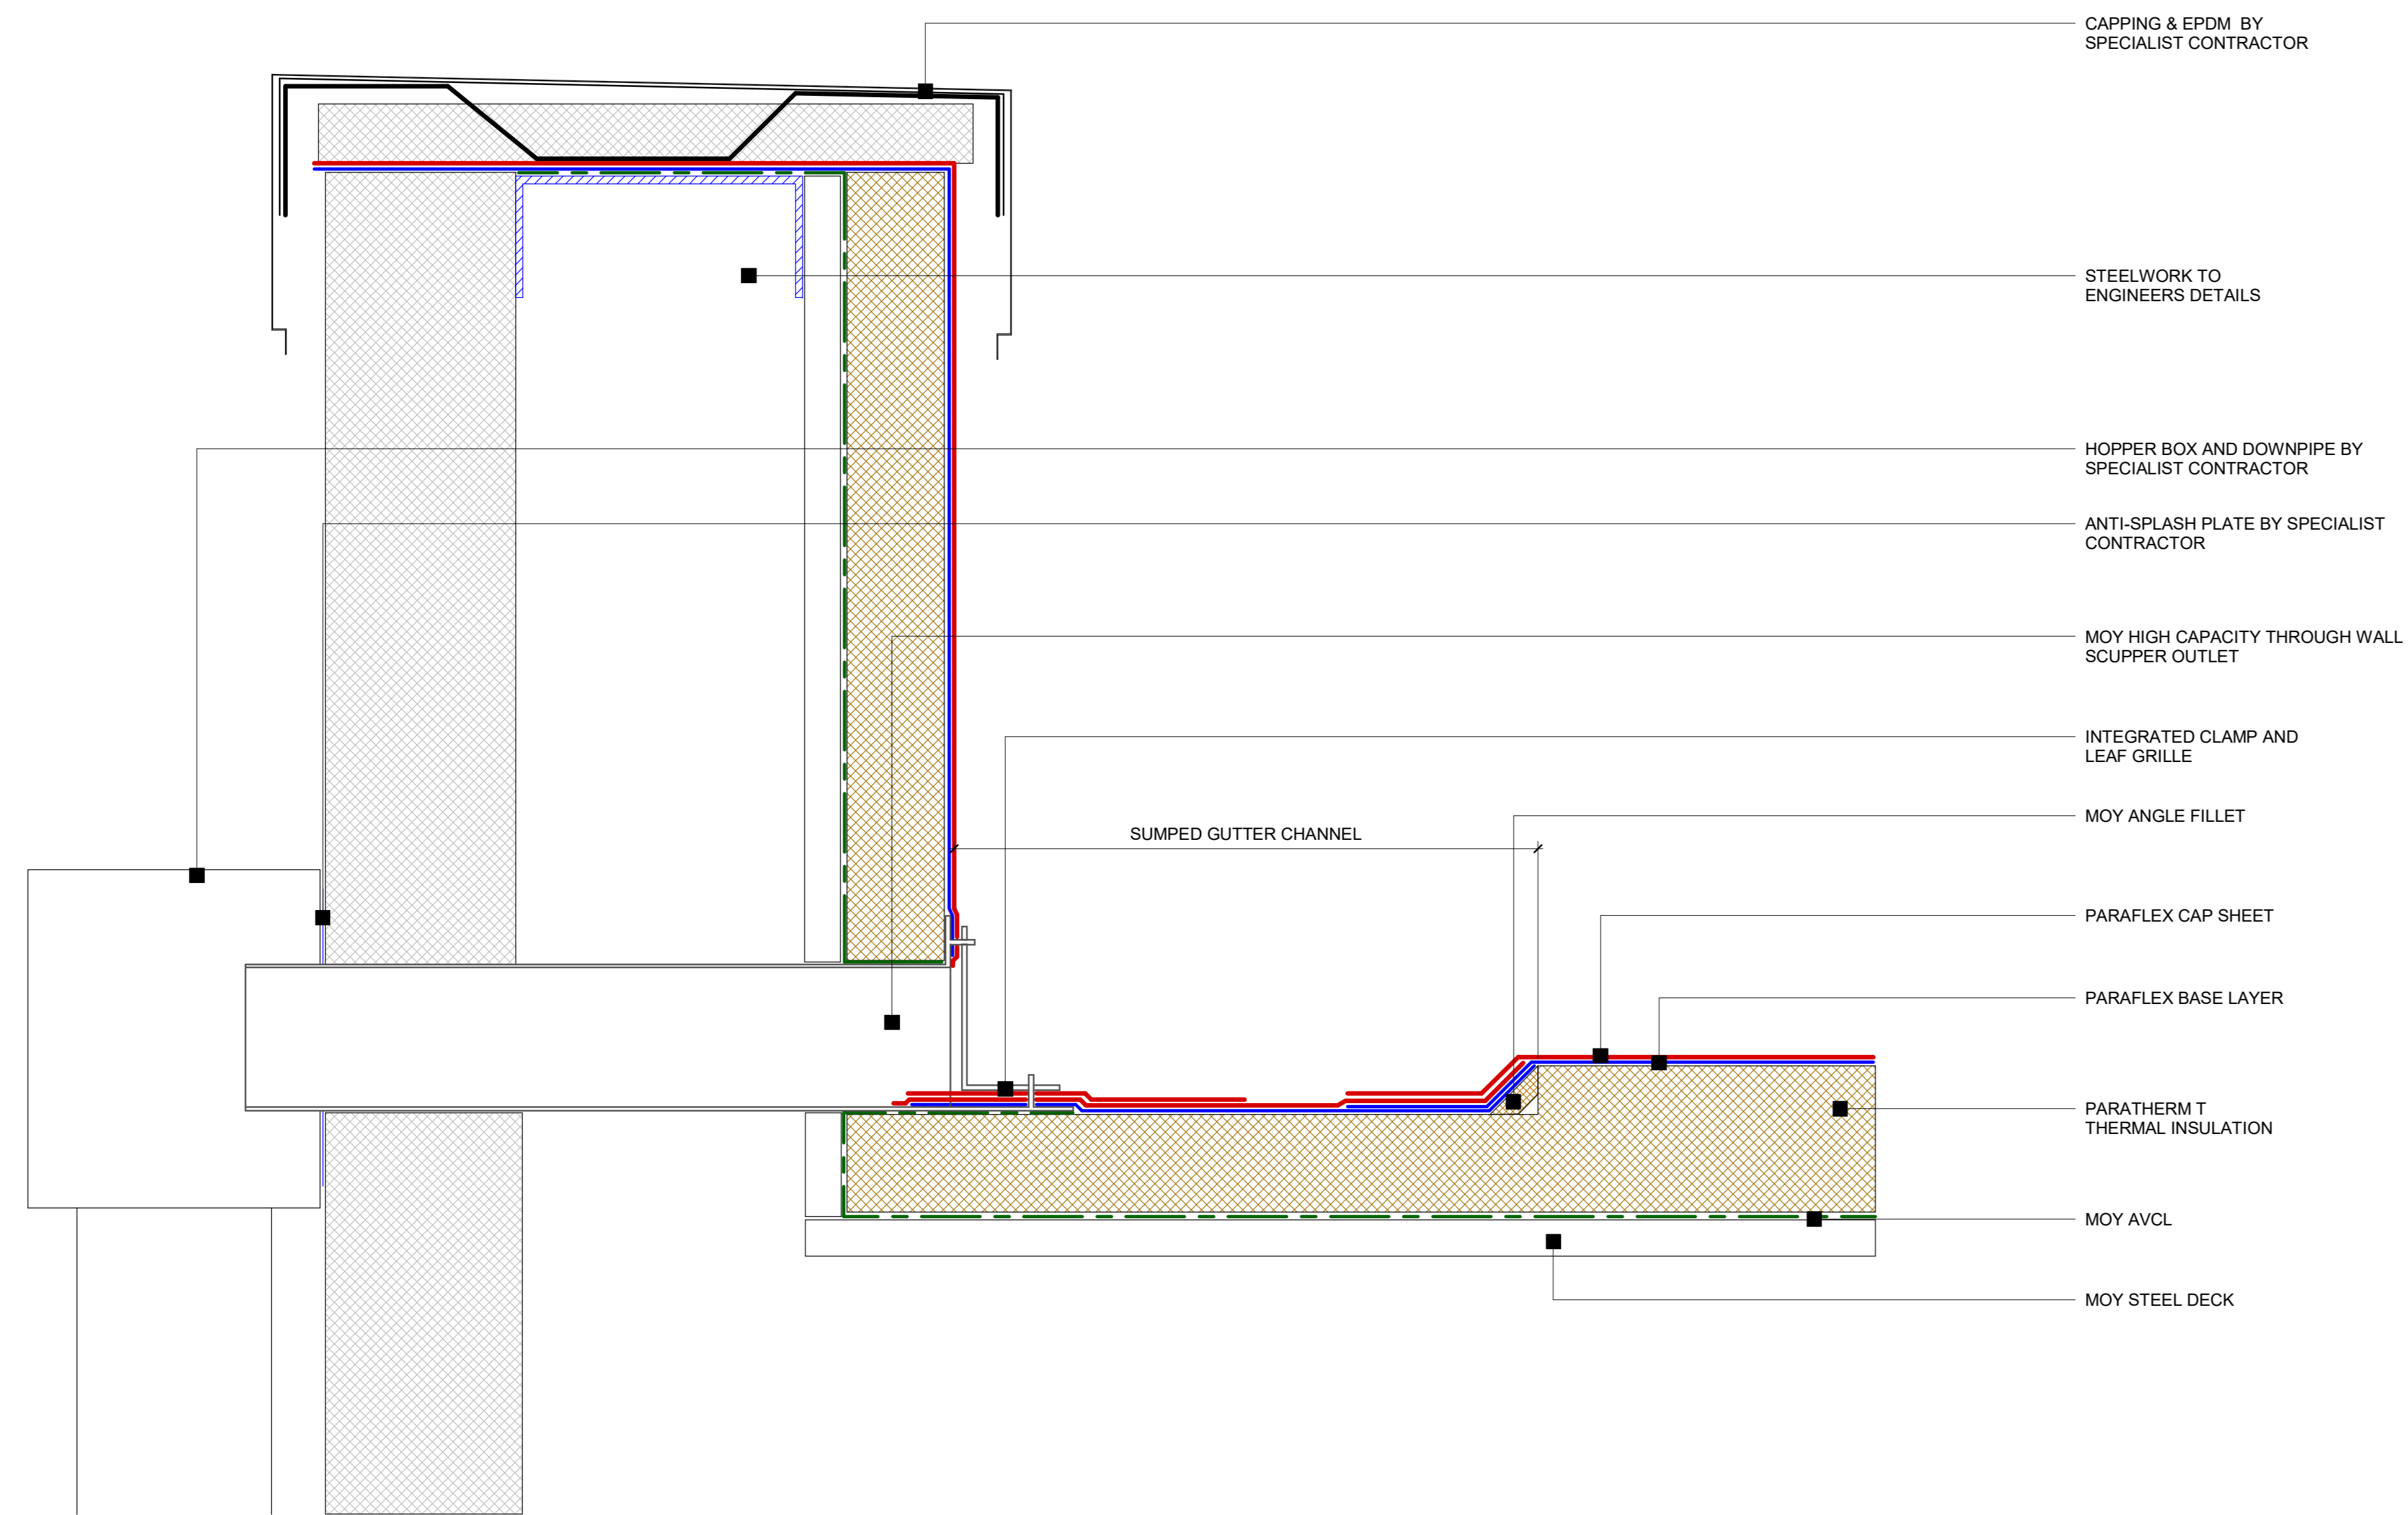 CAPPING & EPDM BY
SPECIALIST CONTRACTOR
STEELWORK TO
ENGINEERS DETAILS
HOPPER BOX AND DOWNPIPE BY
SPECIALIST CONTRACTOR
ANTI-SPLASH PLATE BY SPECIALIST
CONTRACTOR
MOY HIGH CAPACITY THROUGH WALL
SCUPPER OUTLET
INTEGRATED CLAMP AND
LEAF GRILLE
MOY ANGLE FILLET
SUMPED GUTTER CHANNEL
PARAFLEX CAP SHEET
PARAFLEX BASE LAYER
PARATHERM T
THERMAL INSULATION
MOY AVCL
MOY STEEL DECK